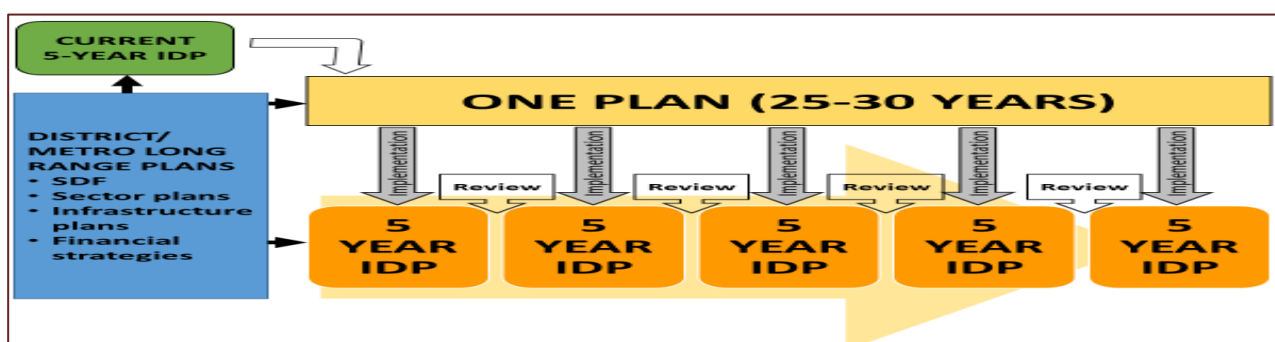 CURRENT
5-YEAR IDP
ONE PLAN (25-30 YEARS)
DISTRICT/
METRO LONG
RANGE PLANS
• SDF
• Sector plans
• Infrastructure
plans
• Financial
strategies
Implementation
Implementation
Implementation
Implementation
Implementation
Review
Review
Review
Review
5
YEAR
IDP
5
YEAR
IDP
5
YEAR
IDP
5
YEAR
IDP
5
YEAR
IDP